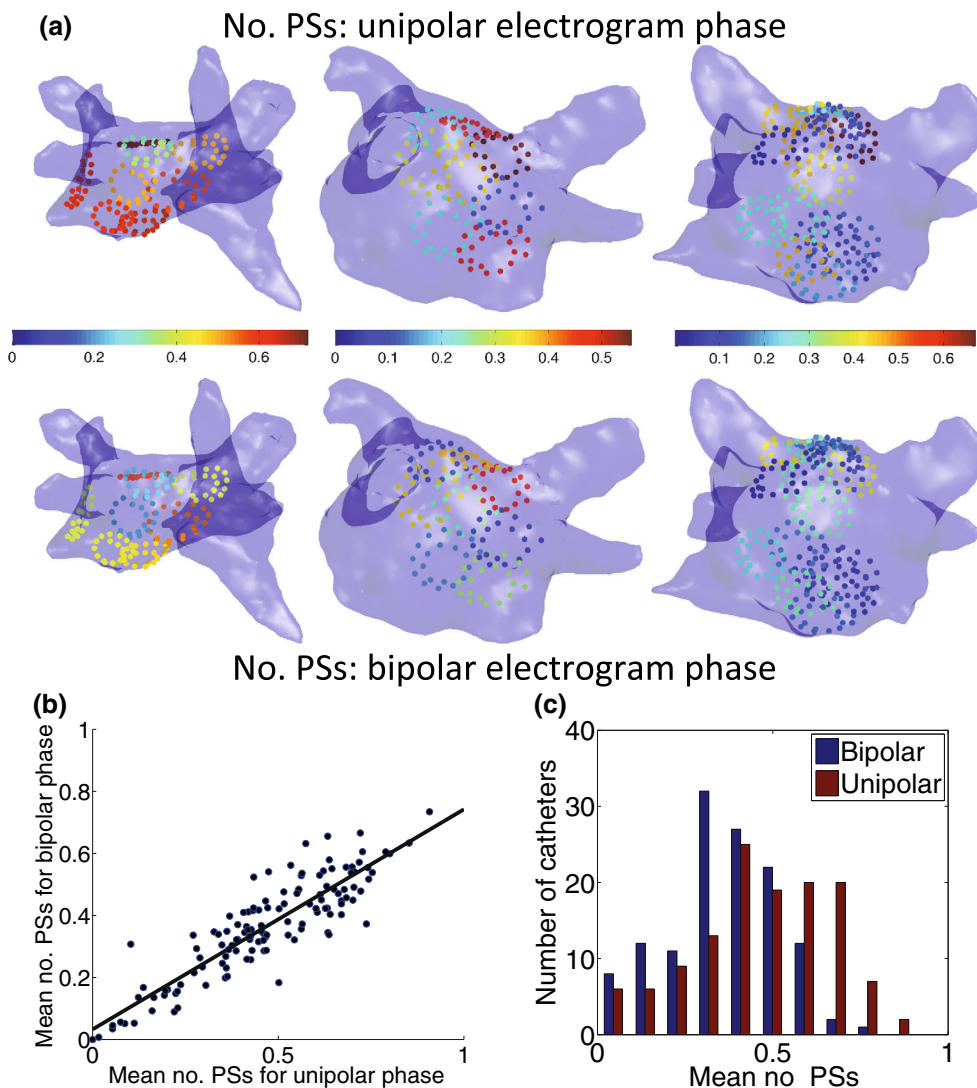 (a)
No. PSs: unipolar electrogram phase
0 0.2 0.4 0.6
0 0.1 0.2 0.3 0.4 0.5
0.1 0.2 0.3 0.4 0.5 0.6
No. PSs: bipolar electrogram phase
(b)
Mean no. PSs for bipolar phase
1
0.8
0.6
0.4
0.2
0
0 0.5 1
Mean no. PSs for unipolar phase
(c)
Number of catheters
40
30
20
10
0
Bipolar
Unipolar
0 0.5 1
Mean no. PSs